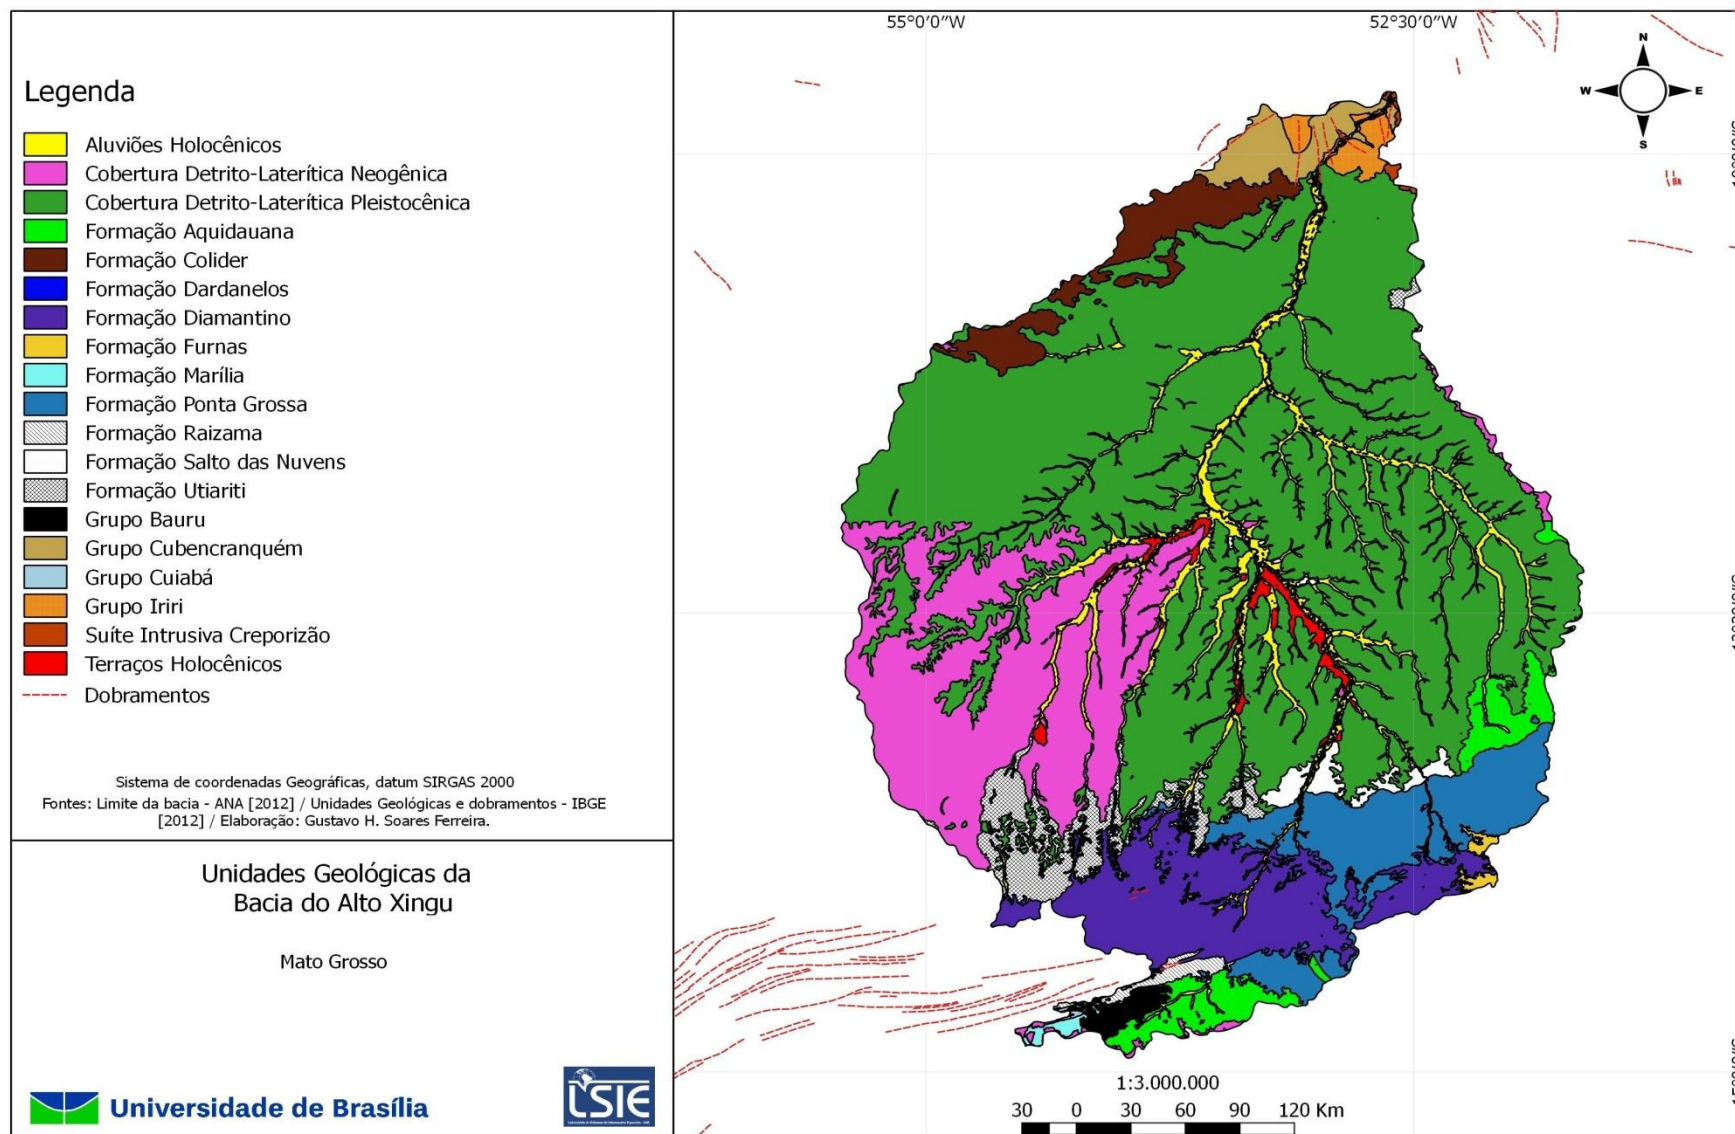 55°0'0"W
52°30'0"W
N
W
E
S
Legenda
Aluviões Holocênicos
Cobertura Detrito-Laterítica Neogênica
Cobertura Detrito-Laterítica Pleistocênica
Formação Aquidauana
Formação Colider
Formação Dardanelos
Formação Diamantino
Formação Furnas
Formação Marília
Formação Ponta Grossa
Formação Raizama
Formação Salto das Nuvens
Formação Utiariti
Grupo Bauru
Grupo Cubencranquém
Grupo Cuiabá
Grupo Iriri
Suíte Intrusiva Creporizão
Terraços Holocênicos
Dobramentos
Sistema de coordenadas Geográficas, datum SIRGAS 2000
Fontes: Limite da bacia - ANA [2012] / Unidades Geológicas e dobramentos - IBGE
[2012] / Elaboração: Gustavo H. Soares Ferreira.
Unidades Geológicas da
Bacia do Alto Xingu
Mato Grosso
Universidade de Brasília
LSIE
1:3.000.000
30 0 30 60 90 120 Km